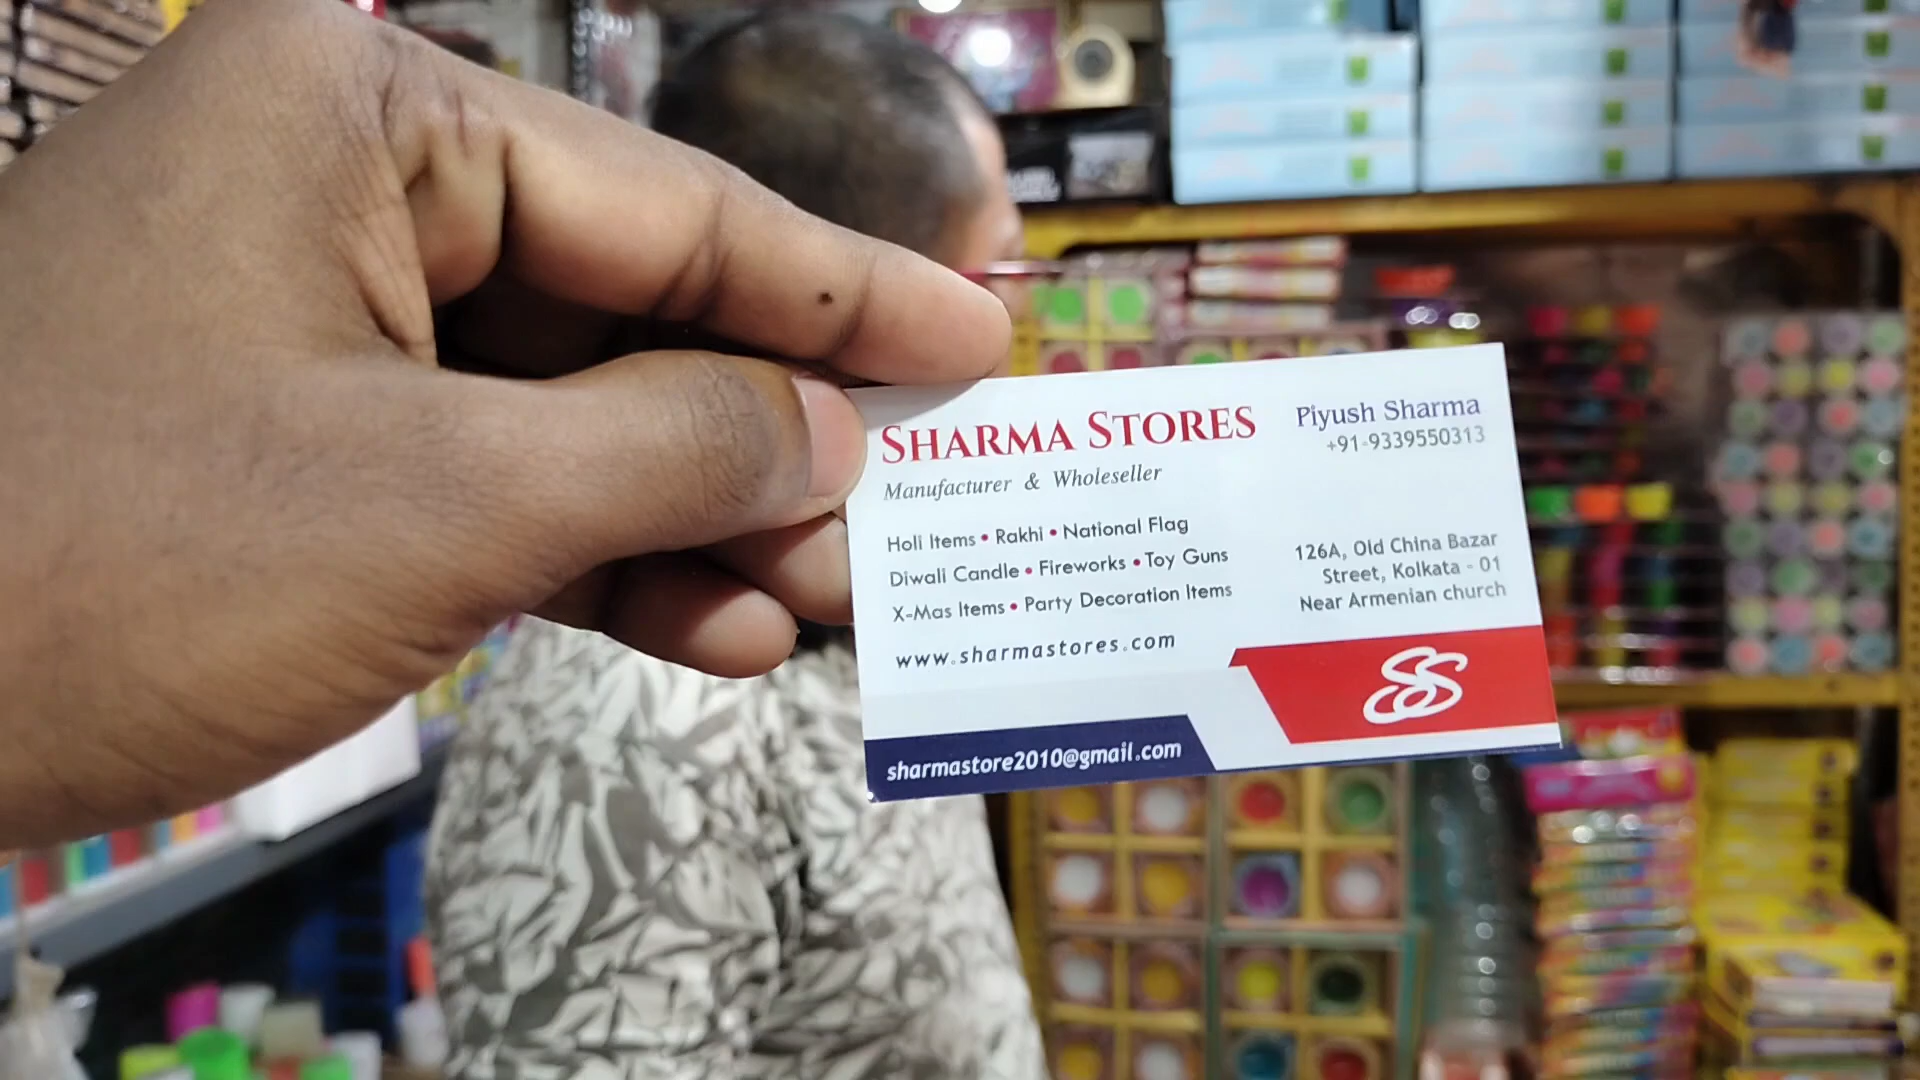 SHARMA STORES
Manufacturer & Wholeseller
Holi Items • Rakhi • National Flag
Diwali Candle • Fireworks • Toy Guns
X-Mas Items • Party Decoration Items
www.sharmastores.com
sharmastore2010@gmail.com
Piyush Sharma
+91-9339550313
126A, Old China Bazar
Street, Kolkata - 01
Near Armenian church
SS